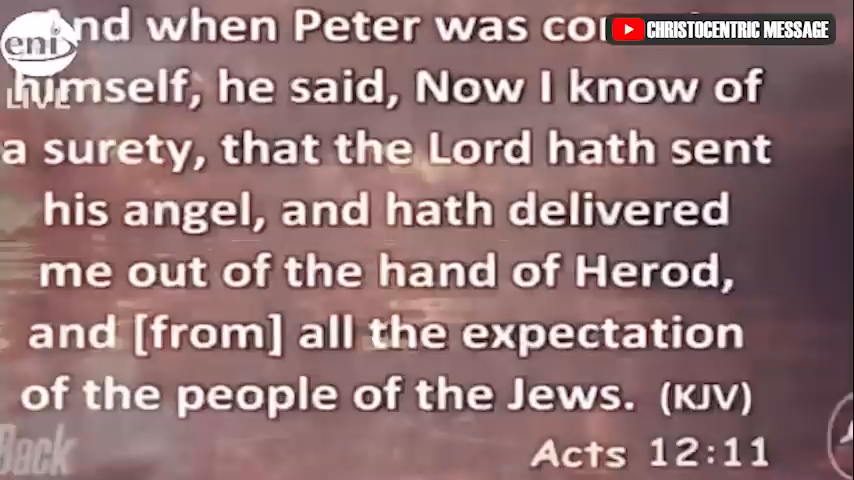 And when Peter was
CHRISTOCENTRIC MESSAGE
eni
himself, he said, Now I know of
LIVE
a surety, that the Lord hath sent
his angel, and hath delivered
me out of the hand of Herod,
and [from] all the expectation
of the people of the Jews. (KJV)
Back
Acts 12:11